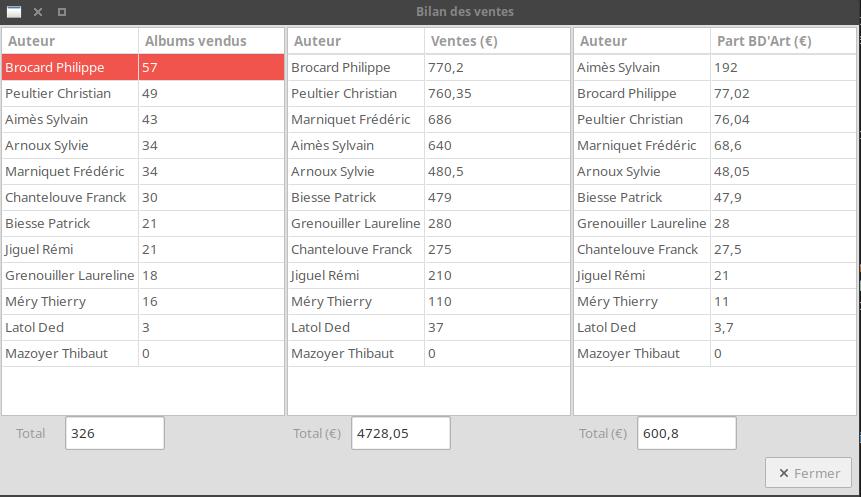 Bilan des ventes
Auteur Albums vendus Auteur Ventes (€) Auteur Part BD'Art (€)
Brocard Philippe 57 Brocard Philippe 770,2 Aimès Sylvain 192
Peultier Christian 49 Peultier Christian 760,35 Brocard Philippe 77,02
Aimès Sylvain 43 Marniquet Frédéric 686 Peultier Christian 76,04
Arnoux Sylvie 34 Aimès Sylvain 640 Marniquet Frédéric 68,6
Marniquet Frédéric 34 Arnoux Sylvie 480,5 Arnoux Sylvie 48,05
Chantelouve Franck 30 Biesse Patrick 479 Biesse Patrick 47,9
Biesse Patrick 21 Grenouiller Laureline 280 Grenouiller Laureline 28
Jiguel Rémi 21 Chantelouve Franck 275 Chantelouve Franck 27,5
Grenouiller Laureline 18 Jiguel Rémi 210 Jiguel Rémi 21
Méry Thierry 16 Méry Thierry 110 Méry Thierry 11
Latol Ded 3 Latol Ded 37 Latol Ded 3,7
Mazoyer Thibaut 0 Mazoyer Thibaut 0 Mazoyer Thibaut 0
Total 326 Total (€) 4728,05 Total (€) 600,8
Fermer